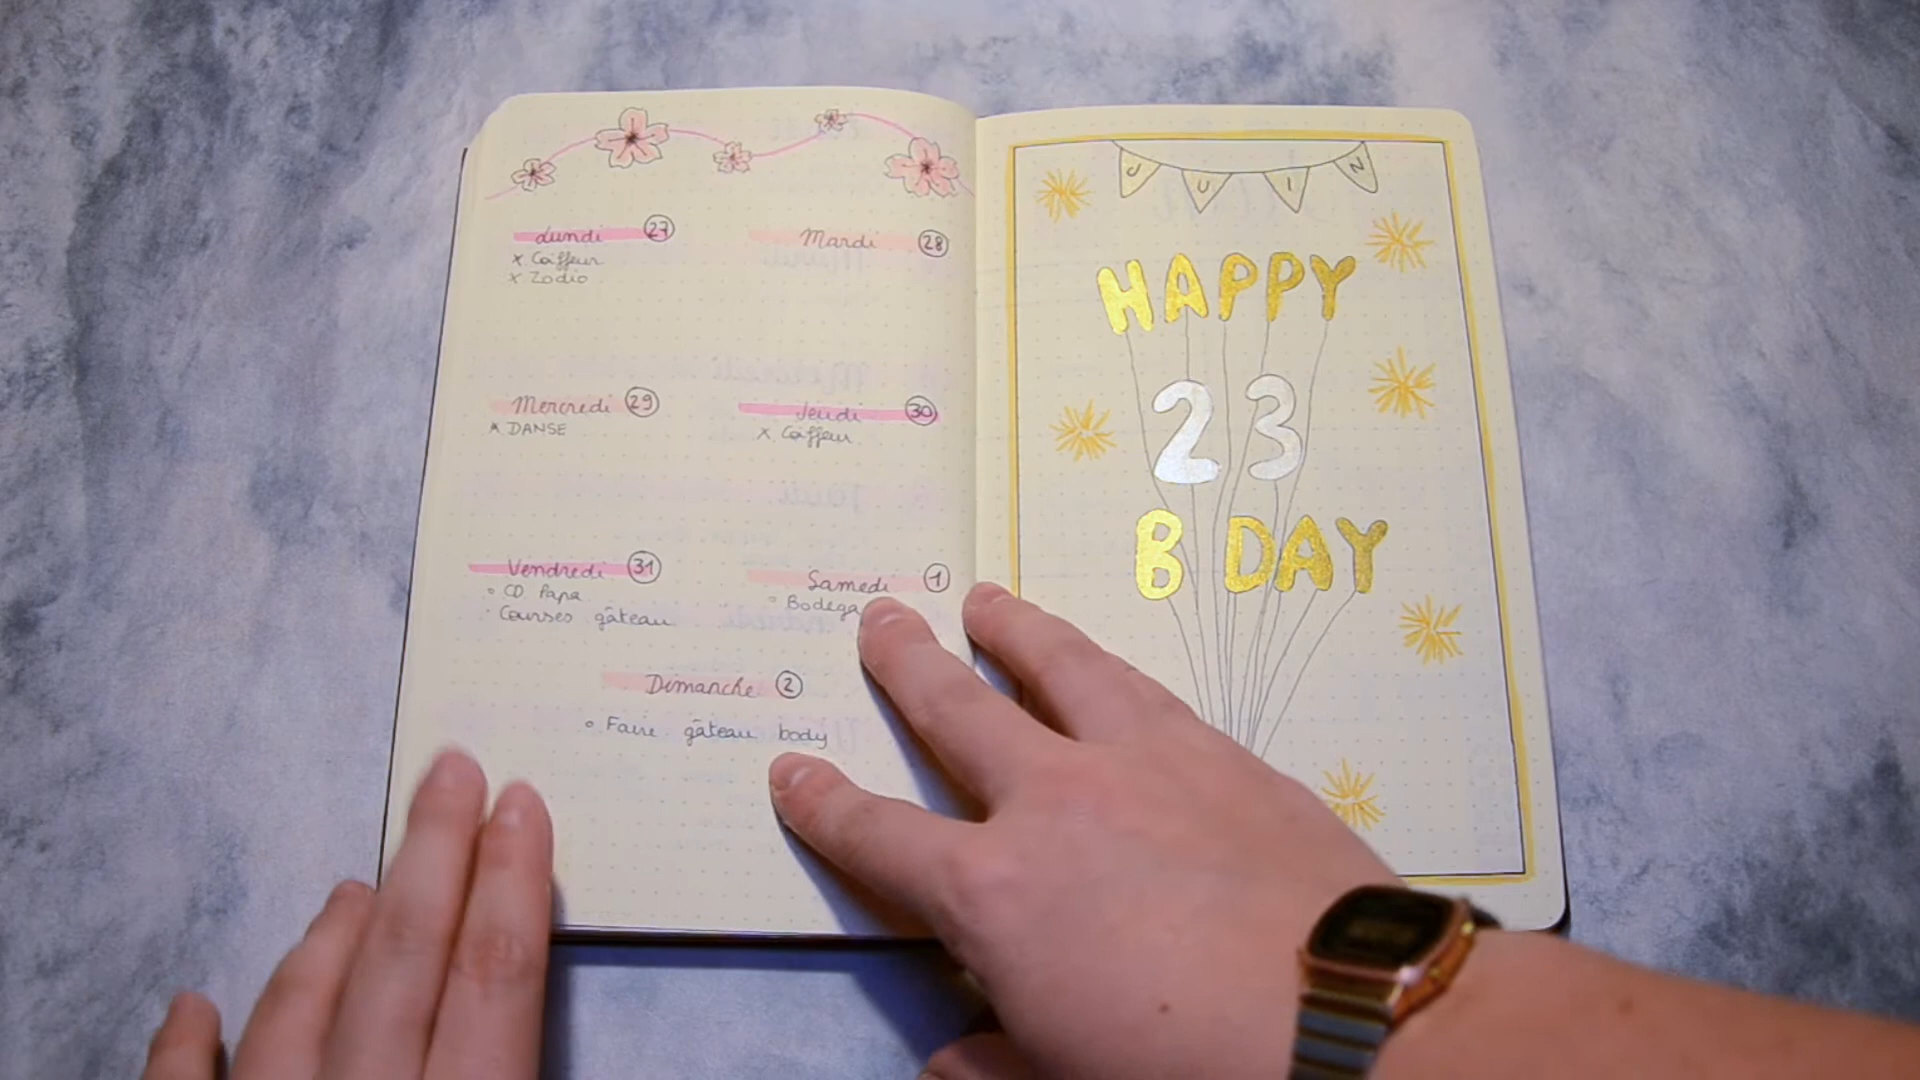 Lundi 27
x Coiffeur
x Zodio
Mardi 28
Mercredi 29
x DANSE
Jeudi 30
x Coiffeur
Vendredi 31
° CD Papa
· Courses gâteau
Samedi 1
° Bodega
Dimanche 2
° Faire gâteau body
JUIN
HAPPY
23
B DAY